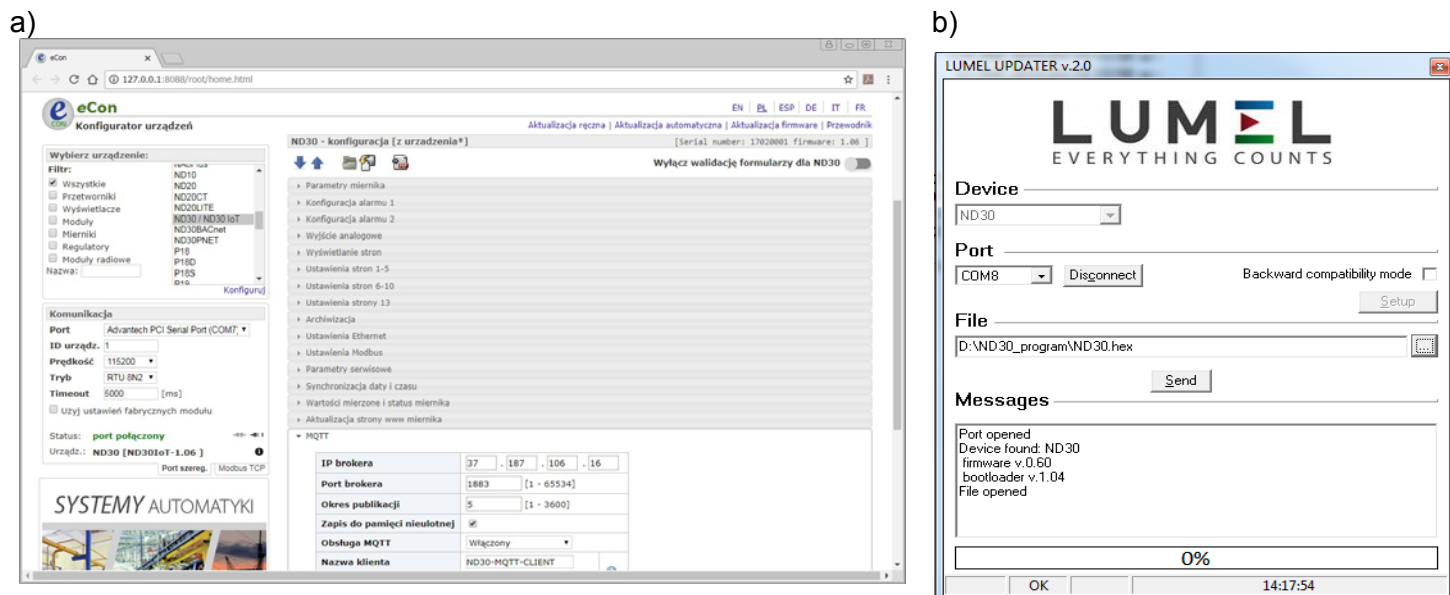 a)
eCon
127.0.0.1:8088/root/home.html
eCon
CON
Konfigurator urządzeń
EN | PL | ESP | DE | IT | FR
Aktualizacja ręczna | Aktualizacja automatyczna | Aktualizacja firmware | Przewodnik
Wybierz urządzenie:
Filtr:
Wszystkie
Przetworniki
Wyświetlacze
Moduły
Mierniki
Regulatory
Moduły radiowe
Nazwa:
ND10
ND20
ND20CT
ND20LITE
ND30 / ND30 IoT
ND30BACnet
ND30PNET
P18
P18D
P18S
P19
Konfiguruj
Komunikacja
Port Advantech PCI Serial Port (COM7,
ID urządz. 1
Prędkość 115200
Tryb RTU 8N2
Timeout 5000 [ms]
Użyj ustawień fabrycznych modułu
Status: port połączony
Urządz.: ND30 [ND30IoT-1.06 ]
Port szereg. Modbus TCP
SYSTEMY AUTOMATYKI
ND30 - konfiguracja [z urzadzenia*]
[Serial number: 17020001 firmware: 1.06 ]
Wyłącz walidację formularzy dla ND30
Parametry miernika
Konfiguracja alarmu 1
Konfiguracja alarmu 2
Wyjście analogowe
Wyświetlanie stron
Ustawienia stron 1-5
Ustawienia stron 6-10
Ustawienia strony 13
Archiwizacja
Ustawienia Ethernet
Ustawienia Modbus
Parametry serwisowe
Synchronizacja daty i czasu
Wartości mierzone i status miernika
Aktualizacja strony www miernika
MQTT
IP brokera 37 . 187 . 106 . 16
Port brokera 1883 [1 - 65534]
Okres publikacji 5 [1 - 3600]
Zapis do pamięci nieulotnej
Obsługa MQTT Włączony
Nazwa klienta ND30-MQTT-CLIENT
b)
LUMEL UPDATER v.2.0
LUMEL
EVERYTHING COUNTS
Device
ND30
Port
COM8 Disconnect Backward compatibility mode
Setup
File
D:\ND30_program\ND30.hex ...
Send
Messages
Port opened
Device found: ND30
firmware v.0.60
bootloader v.1.04
File opened
0%
OK 14:17:54